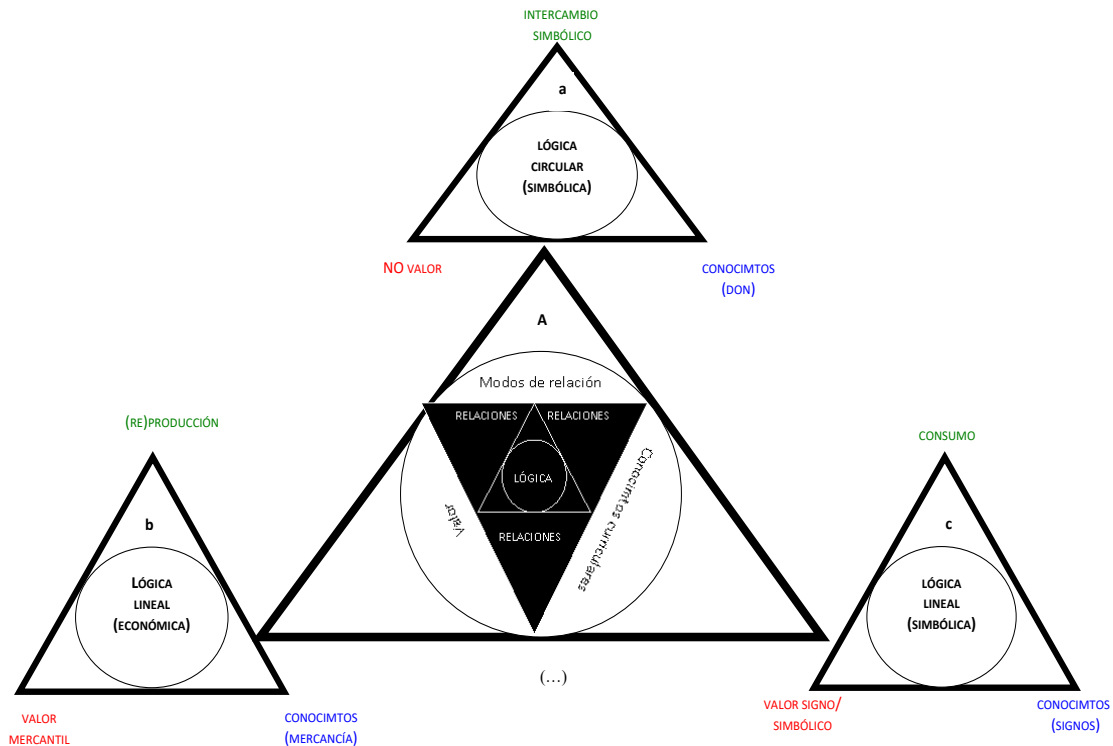 INTERCAMBIO
SIMBÓLICO
a
LÓGICA
CIRCULAR
(SIMBÓLICA)
NO VALOR
CONOCIMTOS
(DON)
A
Modos de relación
RELACIONES
RELACIONES
LÓGICA
RELACIONES
Valor
Conocimtos curriculares
(RE)PRODUCCIÓN
b
LÓGICA
LINEAL
(ECONÓMICA)
VALOR
MERCANTIL
CONOCIMTOS
(MERCANCÍA)
CONSUMO
c
LÓGICA
LINEAL
(SIMBÓLICA)
VALOR SIGNO/
SIMBÓLICO
CONOCIMTOS
(SIGNOS)
(...)